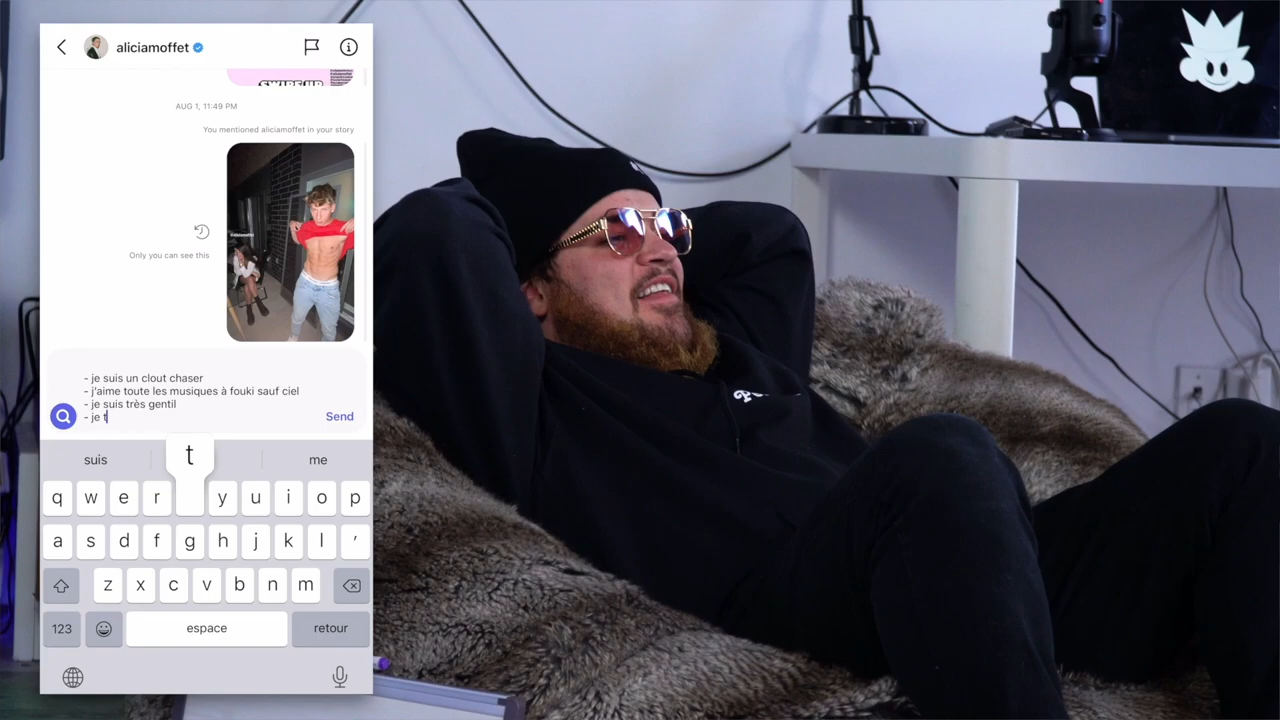 aliciamoffet
SWIPE UP
AUG 1, 11:49 PM
You mentioned aliciamoffet in your story
Only you can see this
- je suis un clout chaser
- j'aime toute les musiques à fouki sauf ciel
- je suis très gentil
- je t
Send
suis
t
me
q w e r y u i o p
a s d f g h j k l ′
z x c v b n m
123
espace
retour